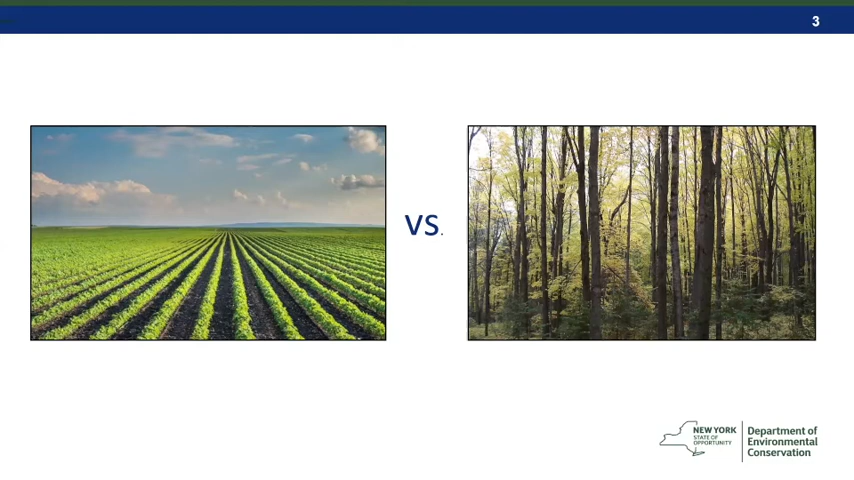 3
vs.
NEW YORK
STATE OF
OPPORTUNITY
Department of
Environmental
Conservation